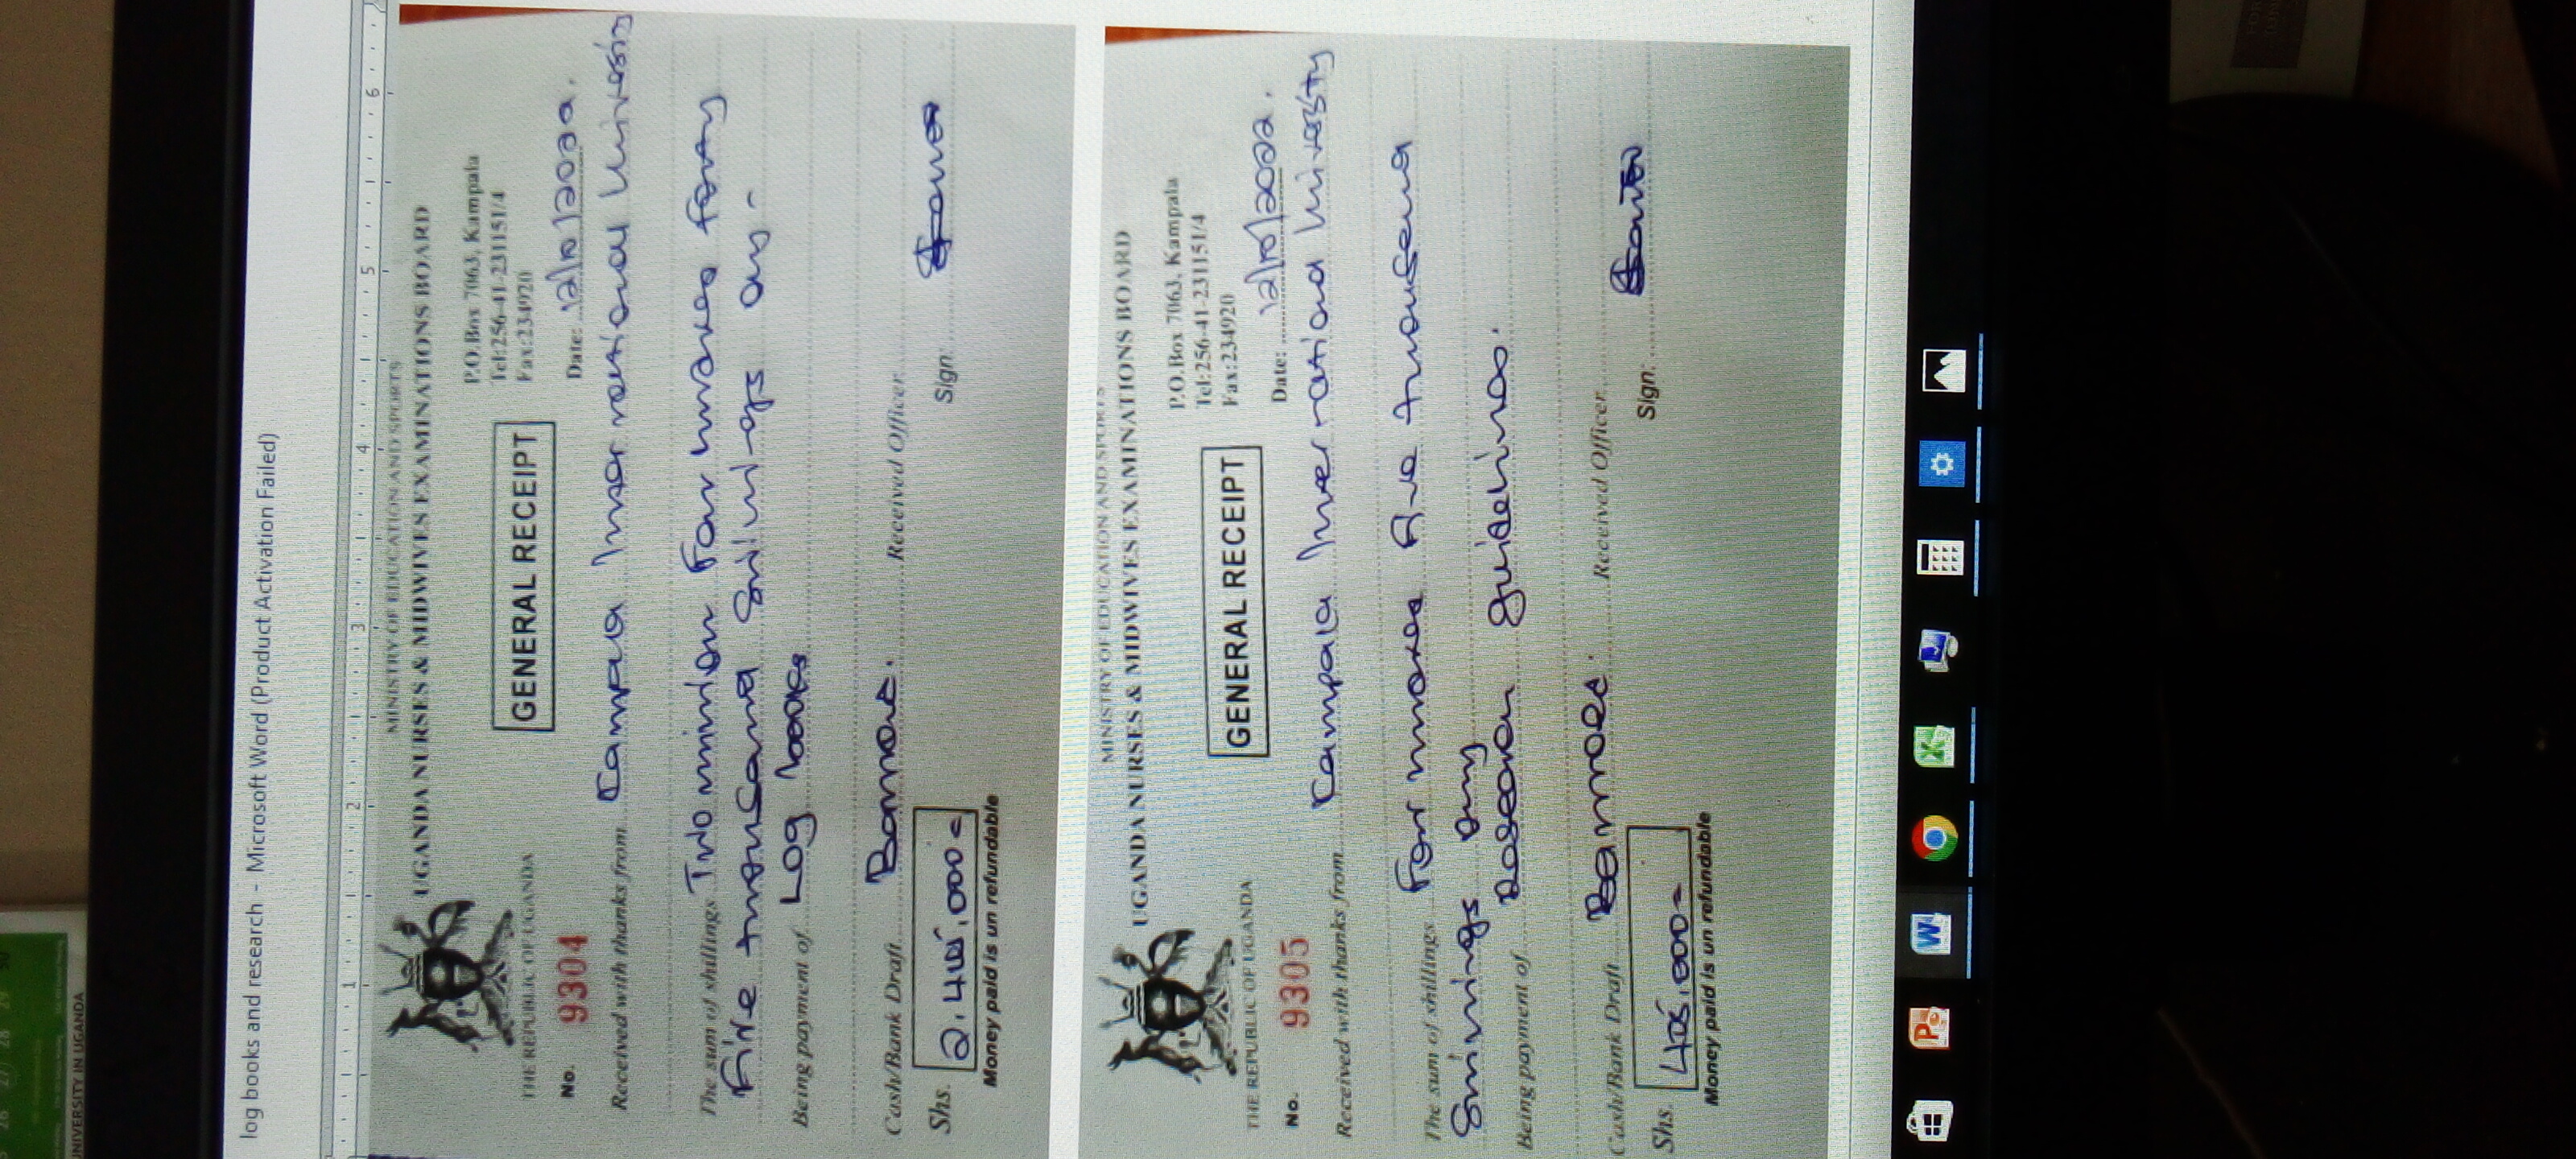 26 27 28 29 30
UNIVERSITY IN UGANDA
log books and research - Microsoft Word (Product Activation Failed)
1 2 3 4 5 6
MINISTRY OF EDUCATION AND SPORTS
UGANDA NURSES & MIDWIVES EXAMINATIONS BOARD
P.O.Box 7063, Kampala
Tel:256-41-231151/4
Fax:234920
GENERAL RECEIPT
THE REPUBLIC OF UGANDA
No. 9304
Date: 12/10/2022.
Received with thanks from Kampala International University
The sum of shillings Two million Four hundred forty
Five thousand Shillings only -
Being payment of Log books
Cash/Bank Draft Received Officer
Shs. 2.445,000=
Sign:
Money paid is un refundable
MINISTRY OF EDUCATION AND SPORTS
UGANDA NURSES & MIDWIVES EXAMINATIONS BOARD
P.O.Box 7063, Kampala
Tel:256-41-231151/4
Fax:234920
GENERAL RECEIPT
THE REPUBLIC OF UGANDA
No. 9305
Date: 12/10/2022.
Received with thanks from Kampala International University
The sum of shillings Four hundred Five thousand
Shillings only
Being payment of Research guidelines.
Cash/Bank Draft Received Officer
Shs. 405,000=
Sign:
Money paid is un refundable